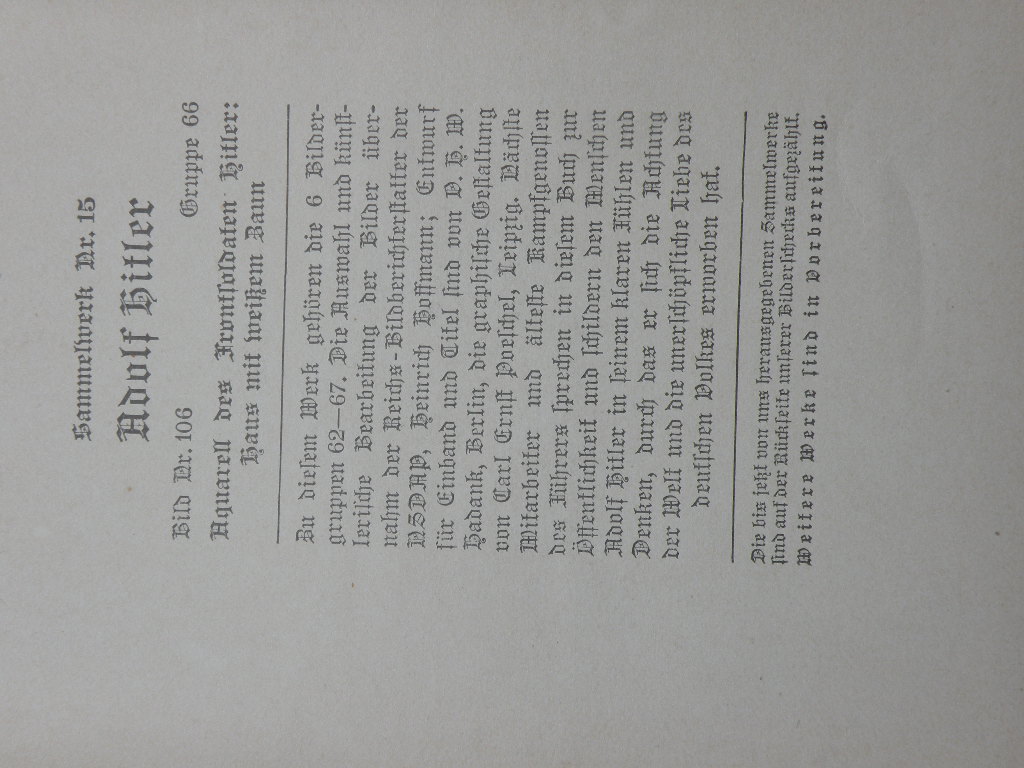 Sammelwerk Nr. 15
Adolf Hitler
Bild Nr. 106 Gruppe 66
Aquarell des Frontsoldaten Hitler:
Haus mit weißem Zaun
Zu diesem Werk gehören die 6 Bilder-
gruppen 62—67. Die Auswahl und künst-
lerische Bearbeitung der Bilder über-
nahm der Reichs-Bildberichterstatter der
NSDAP, Heinrich Hoffmann; Entwurf
für Einband und Titel sind von O. H. W.
Hadank, Berlin, die graphische Gestaltung
von Carl Ernst Poeschel, Leipzig. Nächste
Mitarbeiter und älteste Kampfgenossen
des Führers sprechen in diesem Buch zur
Öffentlichkeit und schildern den Menschen
Adolf Hitler in seinem klaren Fühlen und
Denken, durch das er sich die Achtung
der Welt und die unerschöpfliche Liebe des
deutschen Volkes erworben hat.
Die bis jetzt von uns herausgegebenen Sammelwerke
sind auf der Rückseite unserer Bilderschecks aufgezählt.
Weitere Werke sind in Vorbereitung.